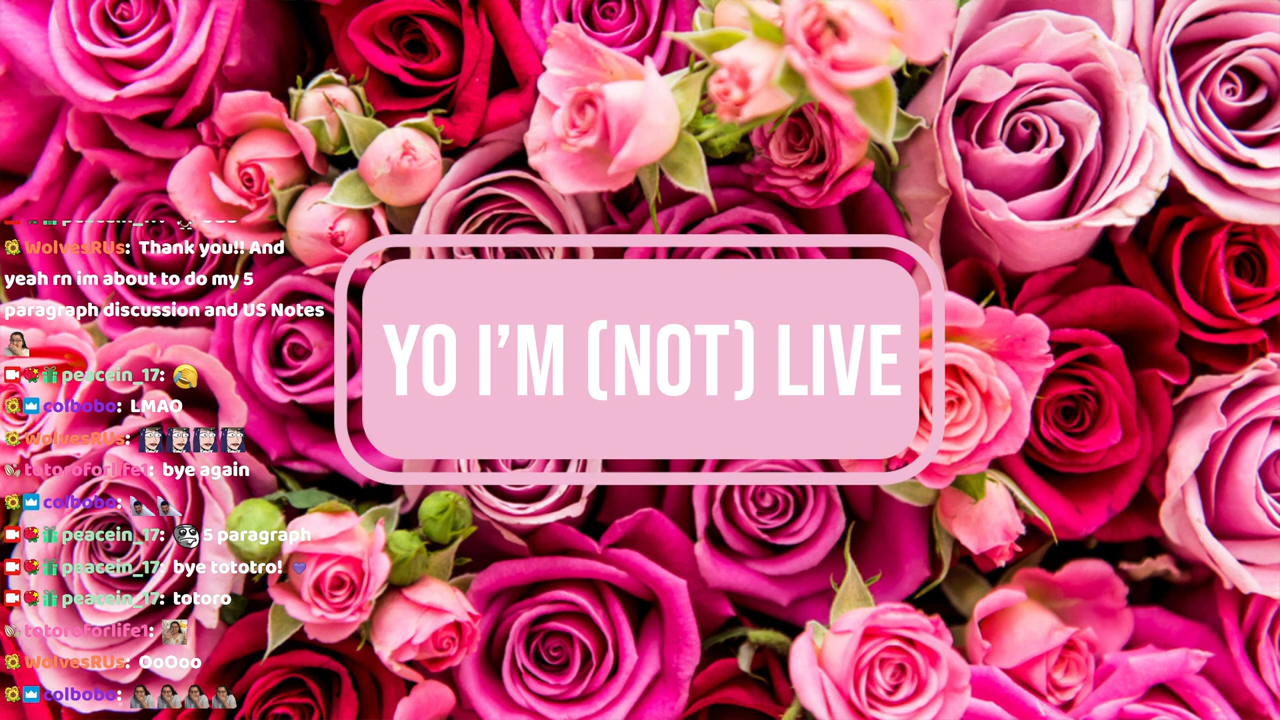 WolvesRUs: Thank you!! And
yeah rn im about to do my 5
paragraph discussion and US Notes
peacein_17:
colbobo: LMAO
WolvesRUs:
totoroforlife1: bye again
colbobo:
peacein_17: 5 paragraph
peacein_17: bye tototro!
peacein_17: totoro
totoroforlife1:
WolvesRUs: OoOoo
colbobo:
YO I’M (NOT) LIVE